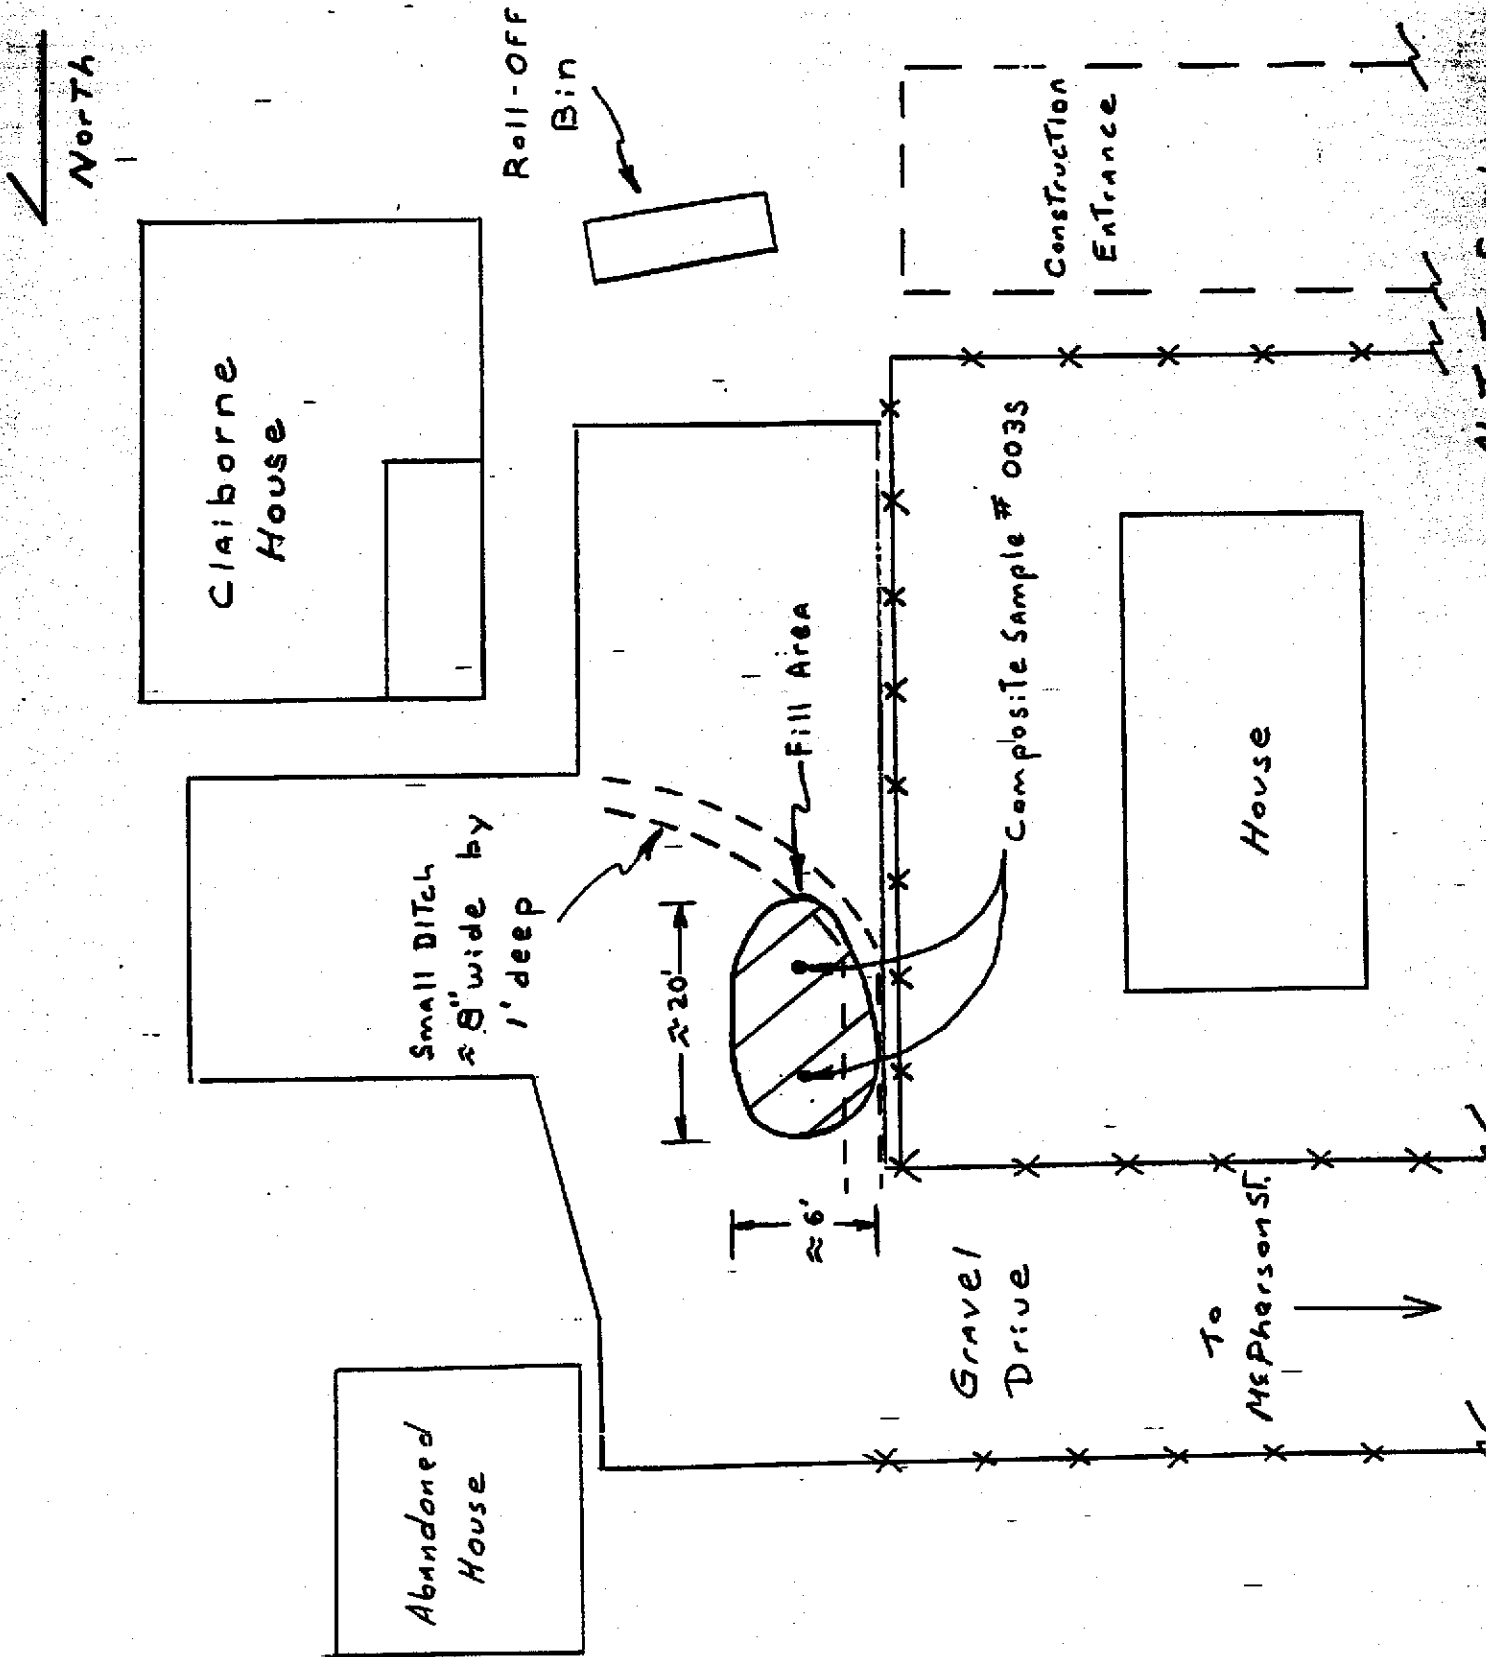 North
Roll-OFF
Bin
Claiborne
House
Construction
Entrance
Small Ditch
≈ 8" wide by
1' deep
Fill Area
≈ 20'
≈ 6'
Composite Sample # 003S
House
Gravel
Drive
To
McPherson St.
Abandoned
House